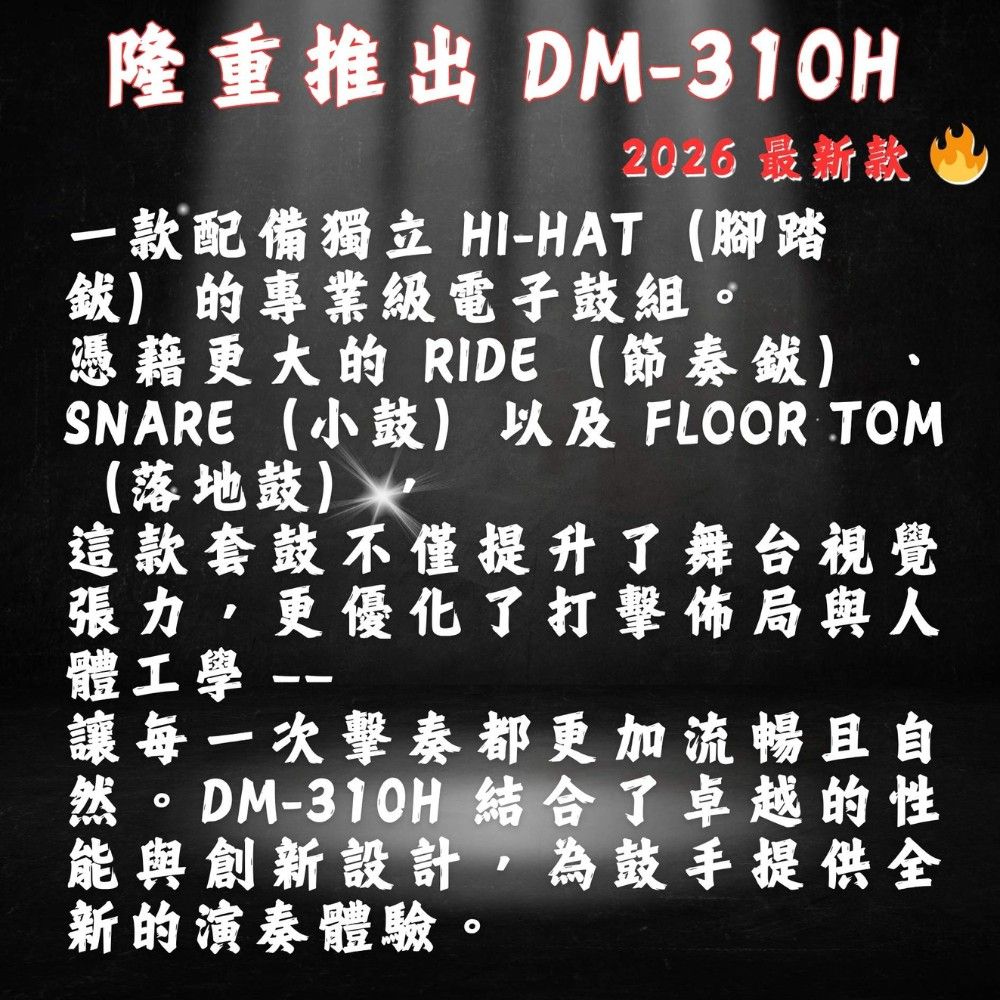 隆重推出 DM-310H
2026 最新款
一款配備獨立 HI-HAT （腳踏
鈸） 的專業級電子鼓組。
憑藉更大的 RIDE （節奏鈸） 、
SNARE （小鼓） 以及 FLOOR TOM
（落地鼓） ，
這款套鼓不僅提升了舞台視覺
張力，更優化了打擊佈局與人
體工學 --
讓每一次擊奏都更加流暢且自
然。DM-310H 結合了卓越的性
能與創新設計，為鼓手提供全
新的演奏體驗。